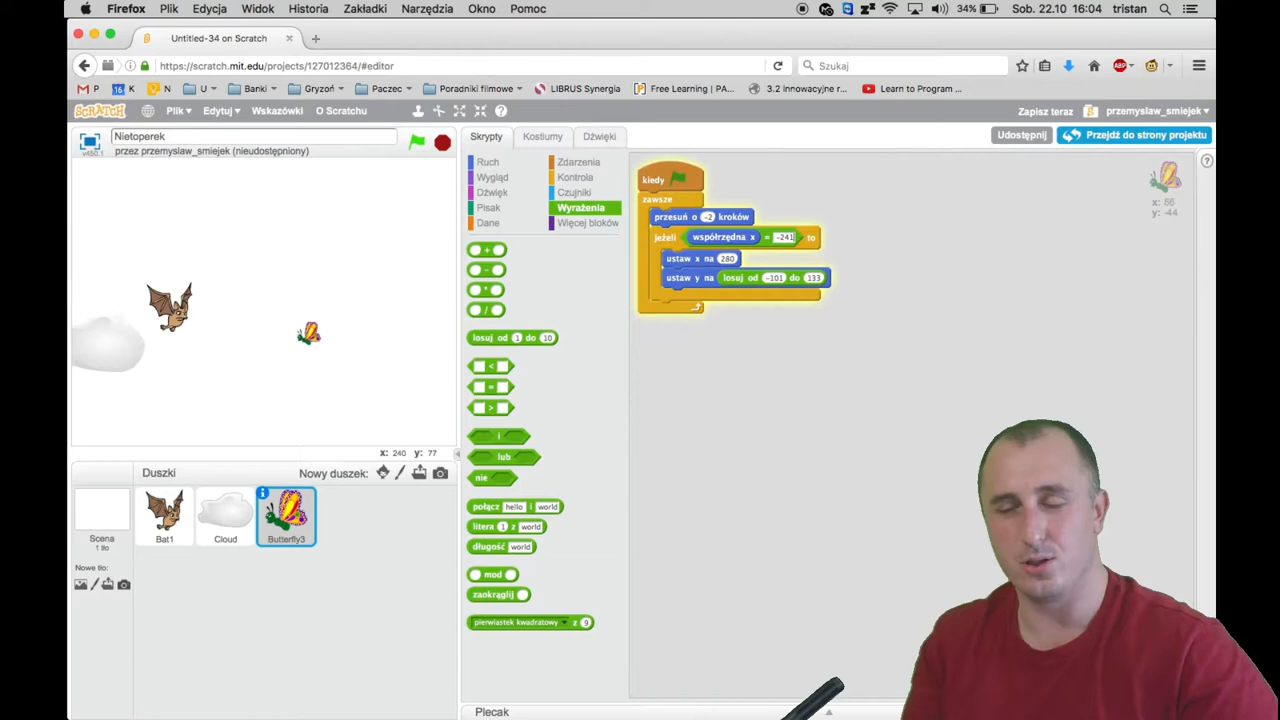 Firefox Plik Edycja Widok Historia Zakładki Narzędzia Okno Pomoc 34% Sob. 22.10 16:04 tristan
Untitled-34 on Scratch
https://scratch.mit.edu/projects/127012364/#editor Szukaj
P K N U Banki Gryzoń Paczec Poradniki filmowe LIBRUS Synergia Free Learning | PA... 3.2 Innowacyjne r... Learn to Program ...
SCRATCH Plik Edytuj Wskazówki O Scratchu Zapisz teraz przemyslaw_smiejek
Nietoperek
v450.1 przez przemyslaw_smiejek (nieudostępniony)
Skrypty Kostiumy Dźwięki
Udostępnij Przejdź do strony projektu
Ruch Zdarzenia
Wygląd Kontrola
Dźwięk Czujniki
Pisak Wyrażenia
Dane Więcej bloków
+
-
*
/
losuj od 1 do 10
<
=
>
i
lub
nie
połącz hello i world
litera 1 z world
długość world
mod
zaokrąglij
pierwiastek kwadratowy z 9
kiedy
zawsze
przesuń o -2 kroków
jeżeli współrzędna x = -241 to
ustaw x na 280
ustaw y na losuj od -101 do 133
x: 56
y: -44
x: 240 y: 77
Duszki Nowy duszek:
Scena
1 tło
Nowe tło:
Bat1 Cloud Butterfly3
Plecak